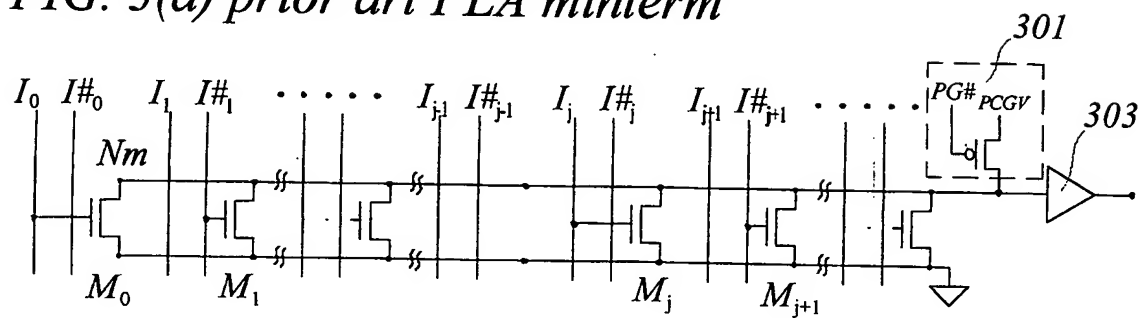 FIG. 3(a) prior art PLA minterm
301
I0 I#0 I1 I#1 · · · · · Ij-1 I#j-1 Ij I#j Ij+1 I#j+1 · · · · · PG# PCGV 303
Nm
M0 M1 Mj Mj+1